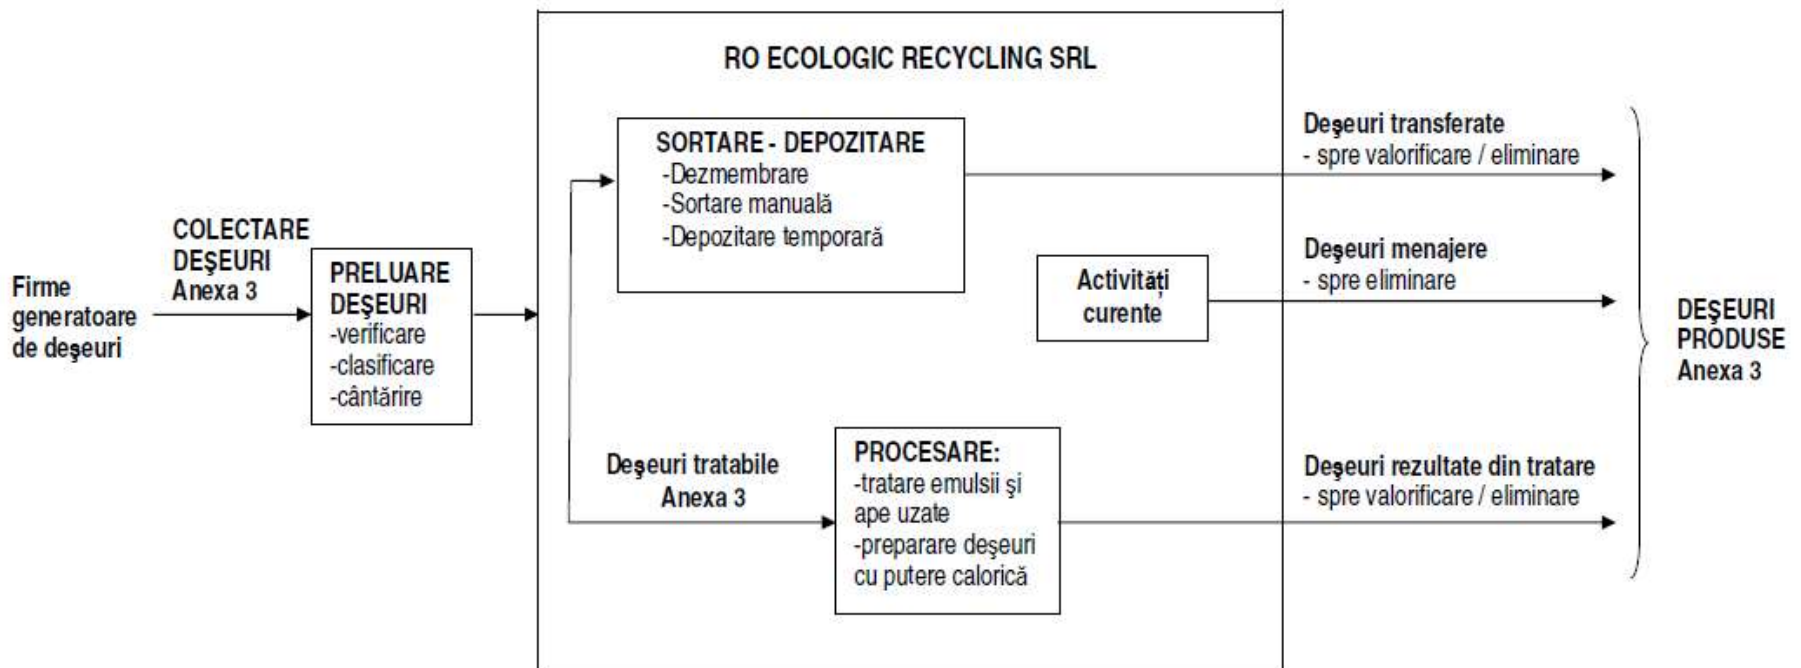 RO ECOLOGIC RECYCLING SRL
Firme
generatoare
de deşeuri
COLECTARE
DEŞEURI
Anexa 3
PRELUARE
DEŞEURI
-verificare
-clasificare
-cântărire
SORTARE - DEPOZITARE
-Dezmembrare
-Sortare manuală
-Depozitare temporară
Activităţi
curente
Deşeuri tratabile
Anexa 3
PROCESARE:
-tratare emulsii şi
ape uzate
-preparare deşeuri
cu putere calorică
Deşeuri transferate
- spre valorificare / eliminare
Deşeuri menajere
- spre eliminare
Deşeuri rezultate din tratare
- spre valorificare / eliminare
DEŞEURI
PRODUSE
Anexa 3